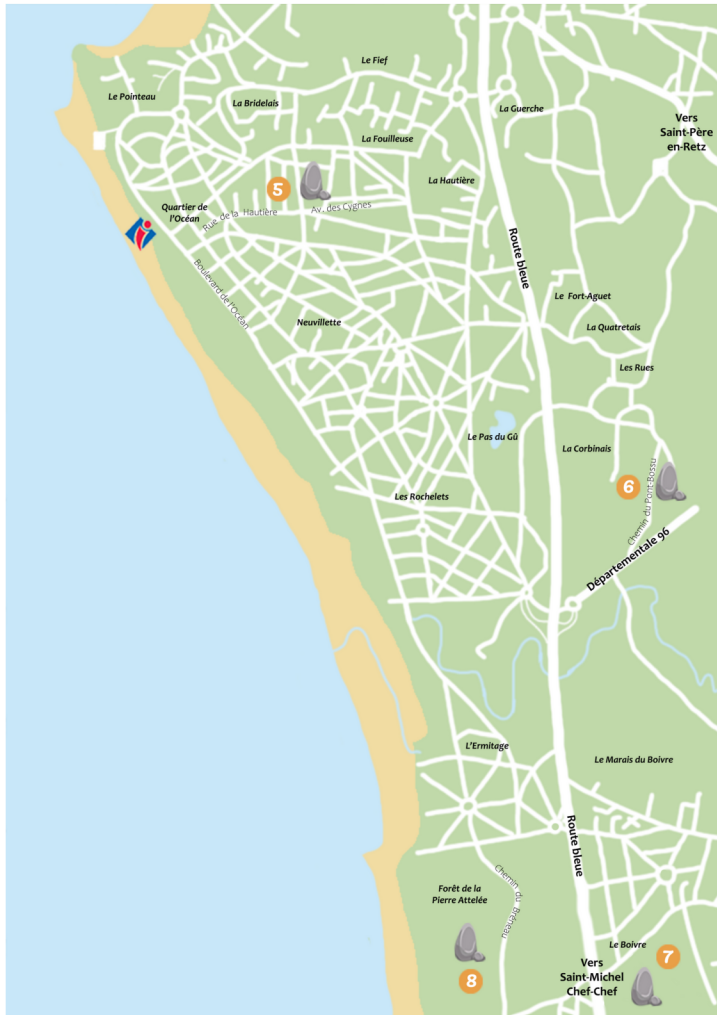 Le Fief
Le Pointeau
La Bridelais
La Guerche
Vers
Saint-Père
en-Retz
La Fouilleuse
La Hautière
5
Quartier de
l'Océan
Rue de la Hautière
Av. des Cygnes
Route bleue
Boulevard de l'Océan
Le Fort-Aguet
Neuvillette
La Quatretais
Les Rues
Le Pas du Gû
La Corbinais
6
Chemin du Pont-Bossu
Les Rochelets
Départementale 96
L'Ermitage
Le Marais du Boivre
Route bleue
Chemin du Bréneau
Forêt de la
Pierre Attelée
Le Boivre
7
8
Vers
Saint-Michel
Chef-Chef